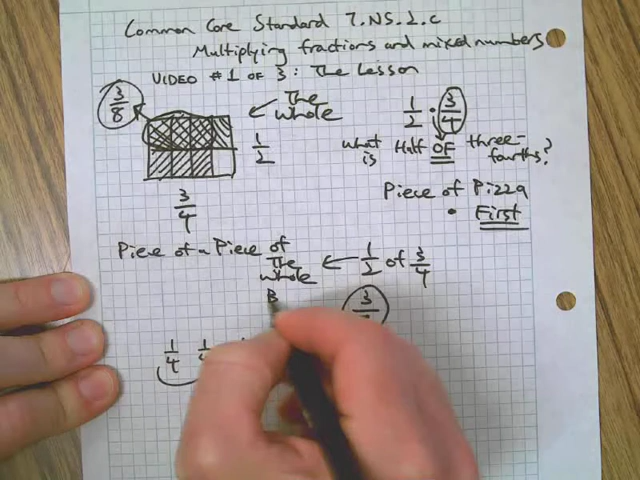 Common Core Standard 7.NS.2.c
Multiplying fractions and mixed numbers
VIDEO #1 OF 3: The Lesson
3/8
The Whole
1/2
3/4
1/2 · 3/4
What is Half OF three-fourths?
Piece of Pizza
• First
Piece of a Piece of The Whole
1/2 of 3/4
B
1/4